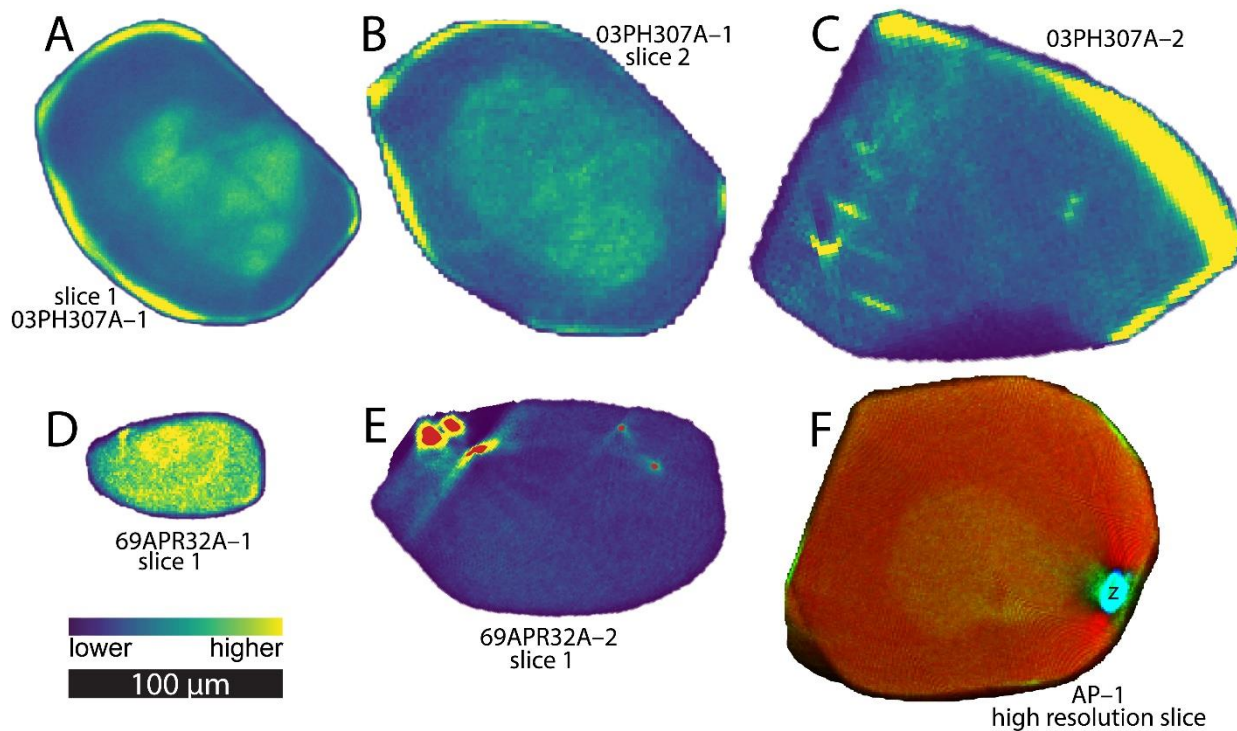 A
slice 1
03PH307A–1
B
03PH307A–1
slice 2
C
03PH307A–2
D
69APR32A–1
slice 1
E
69APR32A–2
slice 1
F
z
AP–1
high resolution slice
lower higher
100 μm